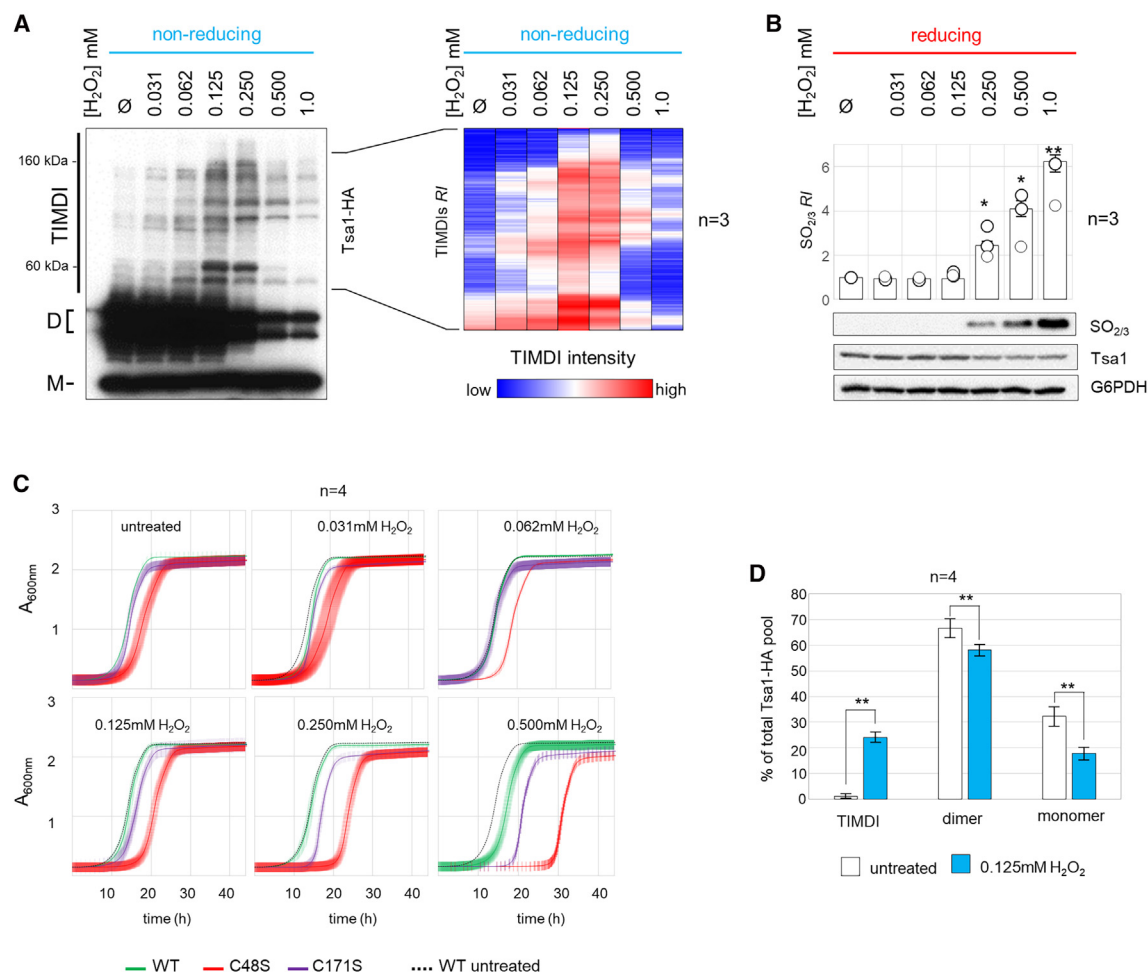 A
non-reducing
[H₂O₂] mM
Ø
0.031
0.062
0.125
0.250
0.500
1.0
TIMDI
160 kDa
60 kDa
D
M-
Tsa1-HA
non-reducing
[H₂O₂] mM
Ø
0.031
0.062
0.125
0.250
0.500
1.0
TIMDIs RI
n=3
TIMDI intensity
low
high
B
reducing
[H₂O₂] mM
Ø
0.031
0.062
0.125
0.250
0.500
1.0
SO₂/₃ RI
6
4
2
1
0
*
*
**
n=3
SO₂/₃
Tsa1
G6PDH
C
n=4
A₆₀₀nm
3
2
1
untreated
0.031mM H₂O₂
0.062mM H₂O₂
A₆₀₀nm
3
2
1
0.125mM H₂O₂
0.250mM H₂O₂
0.500mM H₂O₂
10 20 30 40
10 20 30 40
10 20 30 40
time (h)
time (h)
time (h)
WT
C48S
C171S
WT untreated
D
n=4
% of total Tsa1-HA pool
80
70
60
50
40
30
20
10
0
**
**
**
TIMDI
dimer
monomer
untreated
0.125mM H₂O₂